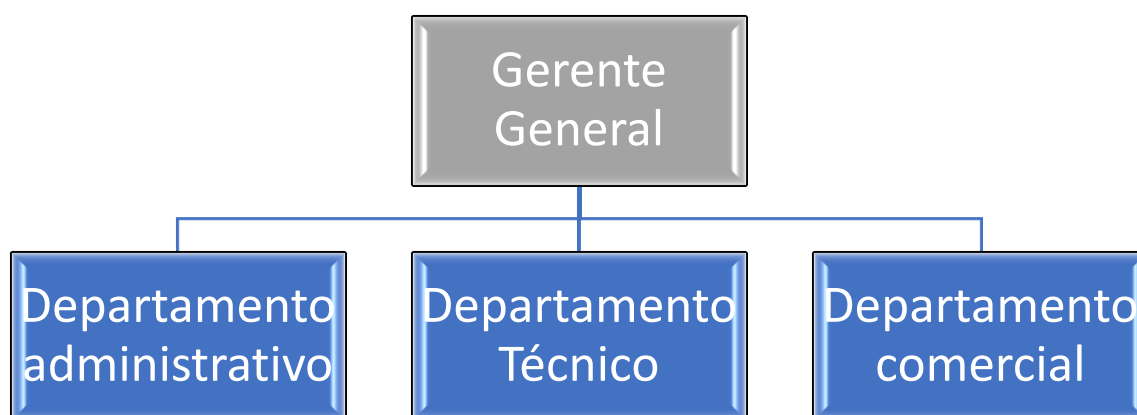 Gerente
General
Departamento
administrativo
Departamento
Técnico
Departamento
comercial